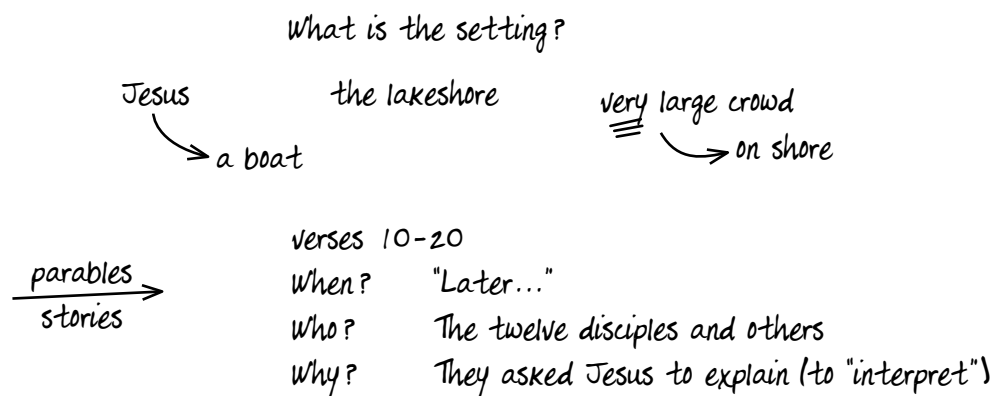 What is the setting?
Jesus the lakeshore very large crowd
a boat on shore
verses 10-20
parables When? "Later..."
stories Who? The twelve disciples and others
Why? They asked Jesus to explain (to "interpret")